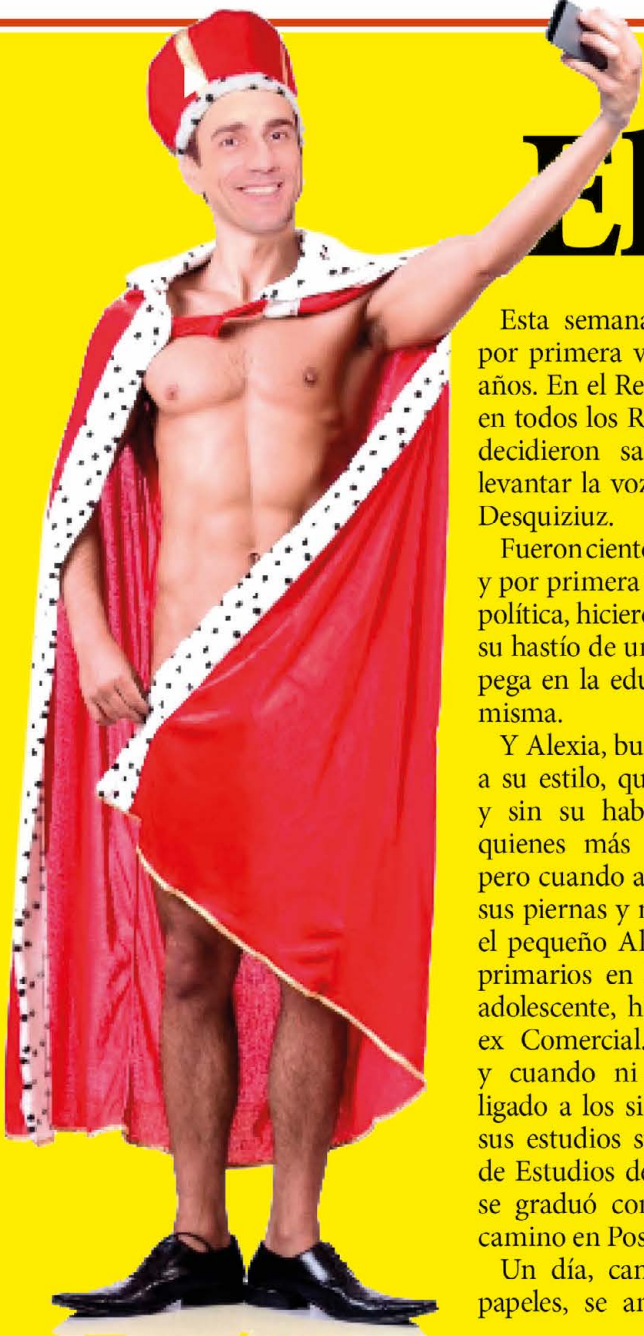 El
Esta semana
por primera v
años. En el Re
en todos los R
decidieron sa
levantar la voz
Desquiziuz.
Fueron ciento
y por primera
política, hiciero
su hastío de un
pega en la edu
misma.
Y Alexia, bu
a su estilo, qu
y sin su hab
quienes más
pero cuando a
sus piernas y n
el pequeño Al
primarios en
adolescente, h
ex Comercial.
y cuando ni
ligado a los si
sus estudios s
de Estudios de
se graduó con
camino en Pos
Un día, can
papeles, se an